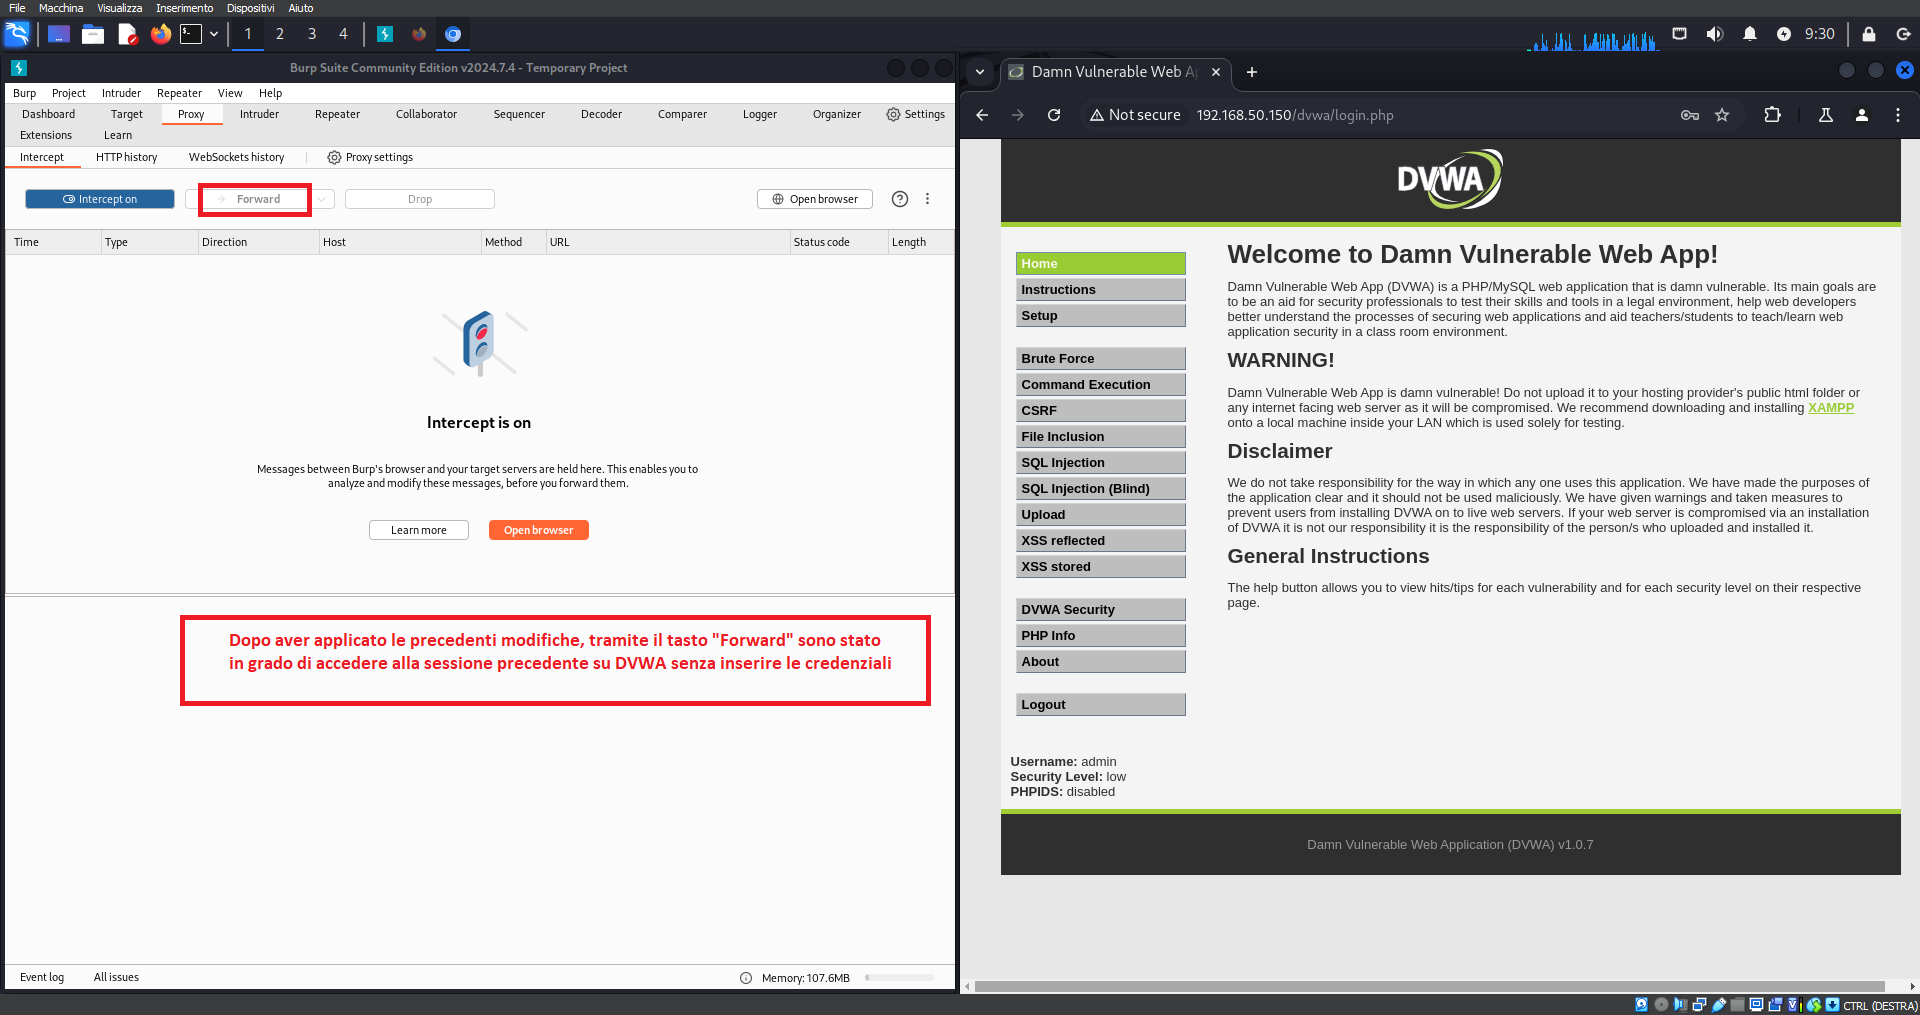 File Macchina Visualizza Inserimento Dispositivi Aiuto
1 2 3 4 9:30
Burp Suite Community Edition v2024.7.4 - Temporary Project
Burp Project Intruder Repeater View Help
Dashboard Target Proxy Intruder Repeater Collaborator Sequencer Decoder Comparer Logger Organizer Settings
Extensions Learn
Intercept HTTP history WebSockets history Proxy settings
Intercept on Forward Drop Open browser
Time Type Direction Host Method URL Status code Length
Intercept is on
Messages between Burp's browser and your target servers are held here. This enables you to
analyze and modify these messages, before you forward them.
Learn more Open browser
Dopo aver applicato le precedenti modifiche, tramite il tasto "Forward" sono stato
in grado di accedere alla sessione precedente su DVWA senza inserire le credenziali
Event log All issues Memory: 107.6MB
Damn Vulnerable Web Ap
Not secure 192.168.50.150/dvwa/login.php
DVWA
Home
Instructions
Setup
Brute Force
Command Execution
CSRF
File Inclusion
SQL Injection
SQL Injection (Blind)
Upload
XSS reflected
XSS stored
DVWA Security
PHP Info
About
Logout
Welcome to Damn Vulnerable Web App!
Damn Vulnerable Web App (DVWA) is a PHP/MySQL web application that is damn vulnerable. Its main goals are
to be an aid for security professionals to test their skills and tools in a legal environment, help web developers
better understand the processes of securing web applications and aid teachers/students to teach/learn web
application security in a class room environment.
WARNING!
Damn Vulnerable Web App is damn vulnerable! Do not upload it to your hosting provider's public html folder or
any internet facing web server as it will be compromised. We recommend downloading and installing XAMPP
onto a local machine inside your LAN which is used solely for testing.
Disclaimer
We do not take responsibility for the way in which any one uses this application. We have made the purposes of
the application clear and it should not be used maliciously. We have given warnings and taken measures to
prevent users from installing DVWA on to live web servers. If your web server is compromised via an installation
of DVWA it is not our responsibility it is the responsibility of the person/s who uploaded and installed it.
General Instructions
The help button allows you to view hits/tips for each vulnerability and for each security level on their respective
page.
Username: admin
Security Level: low
PHPIDS: disabled
Damn Vulnerable Web Application (DVWA) v1.0.7
CTRL (DESTRA)